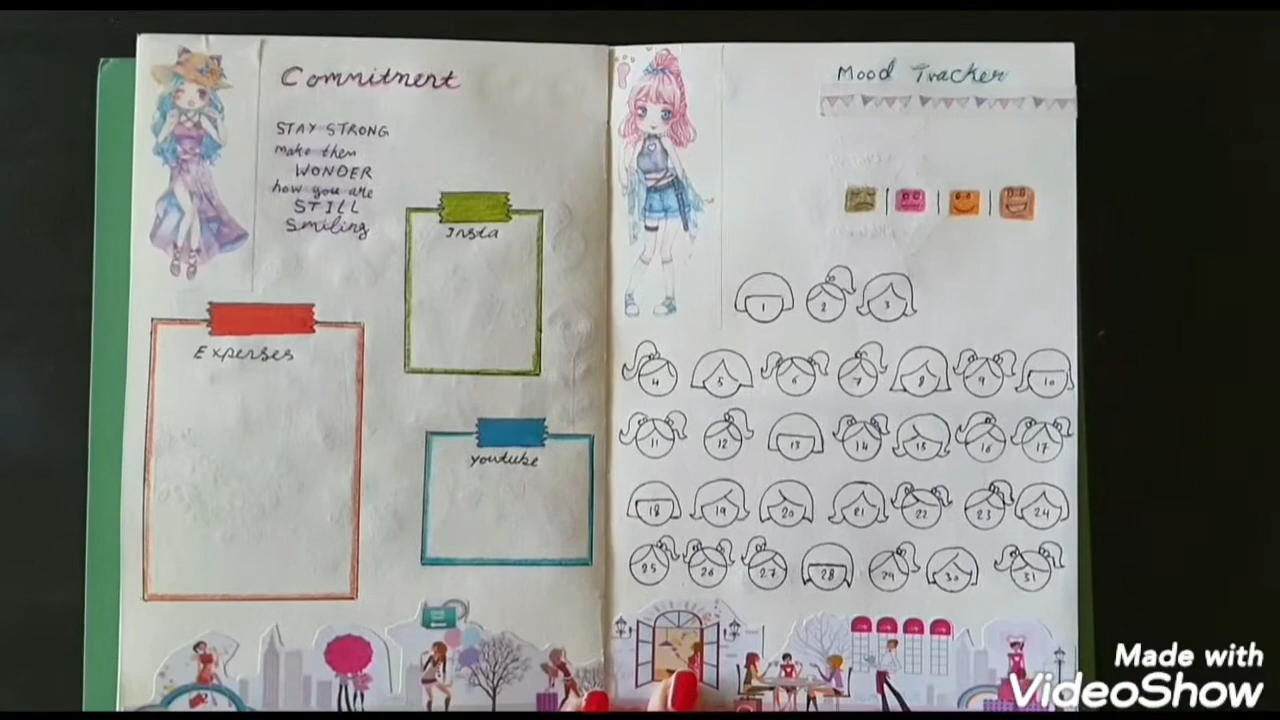 Commitment
STAY STRONG
make them
WONDER
how you are
STILL
Smiling
Insta
Expenses
youtube
Mood Tracker
1 2 3
4 5 6 7 8 9 10
11 12 13 14 15 16 17
18 19 20 21 22 23 24
25 26 27 28 29 30 31
Made with
VideoShow